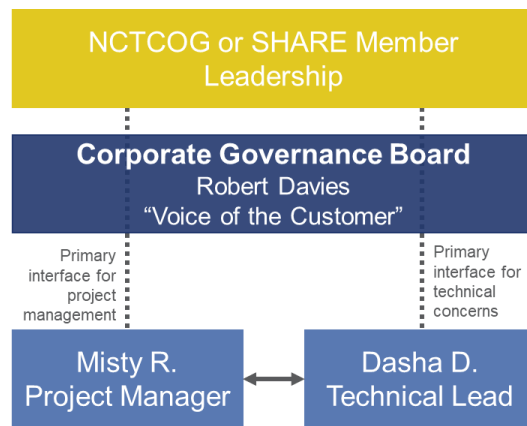 NCTCOG or SHARE Member
Leadership
Corporate Governance Board
Robert Davies
“Voice of the Customer”
Primary
interface for
project
management
Primary
interface for
technical
concerns
Misty R.
Project Manager
Dasha D.
Technical Lead